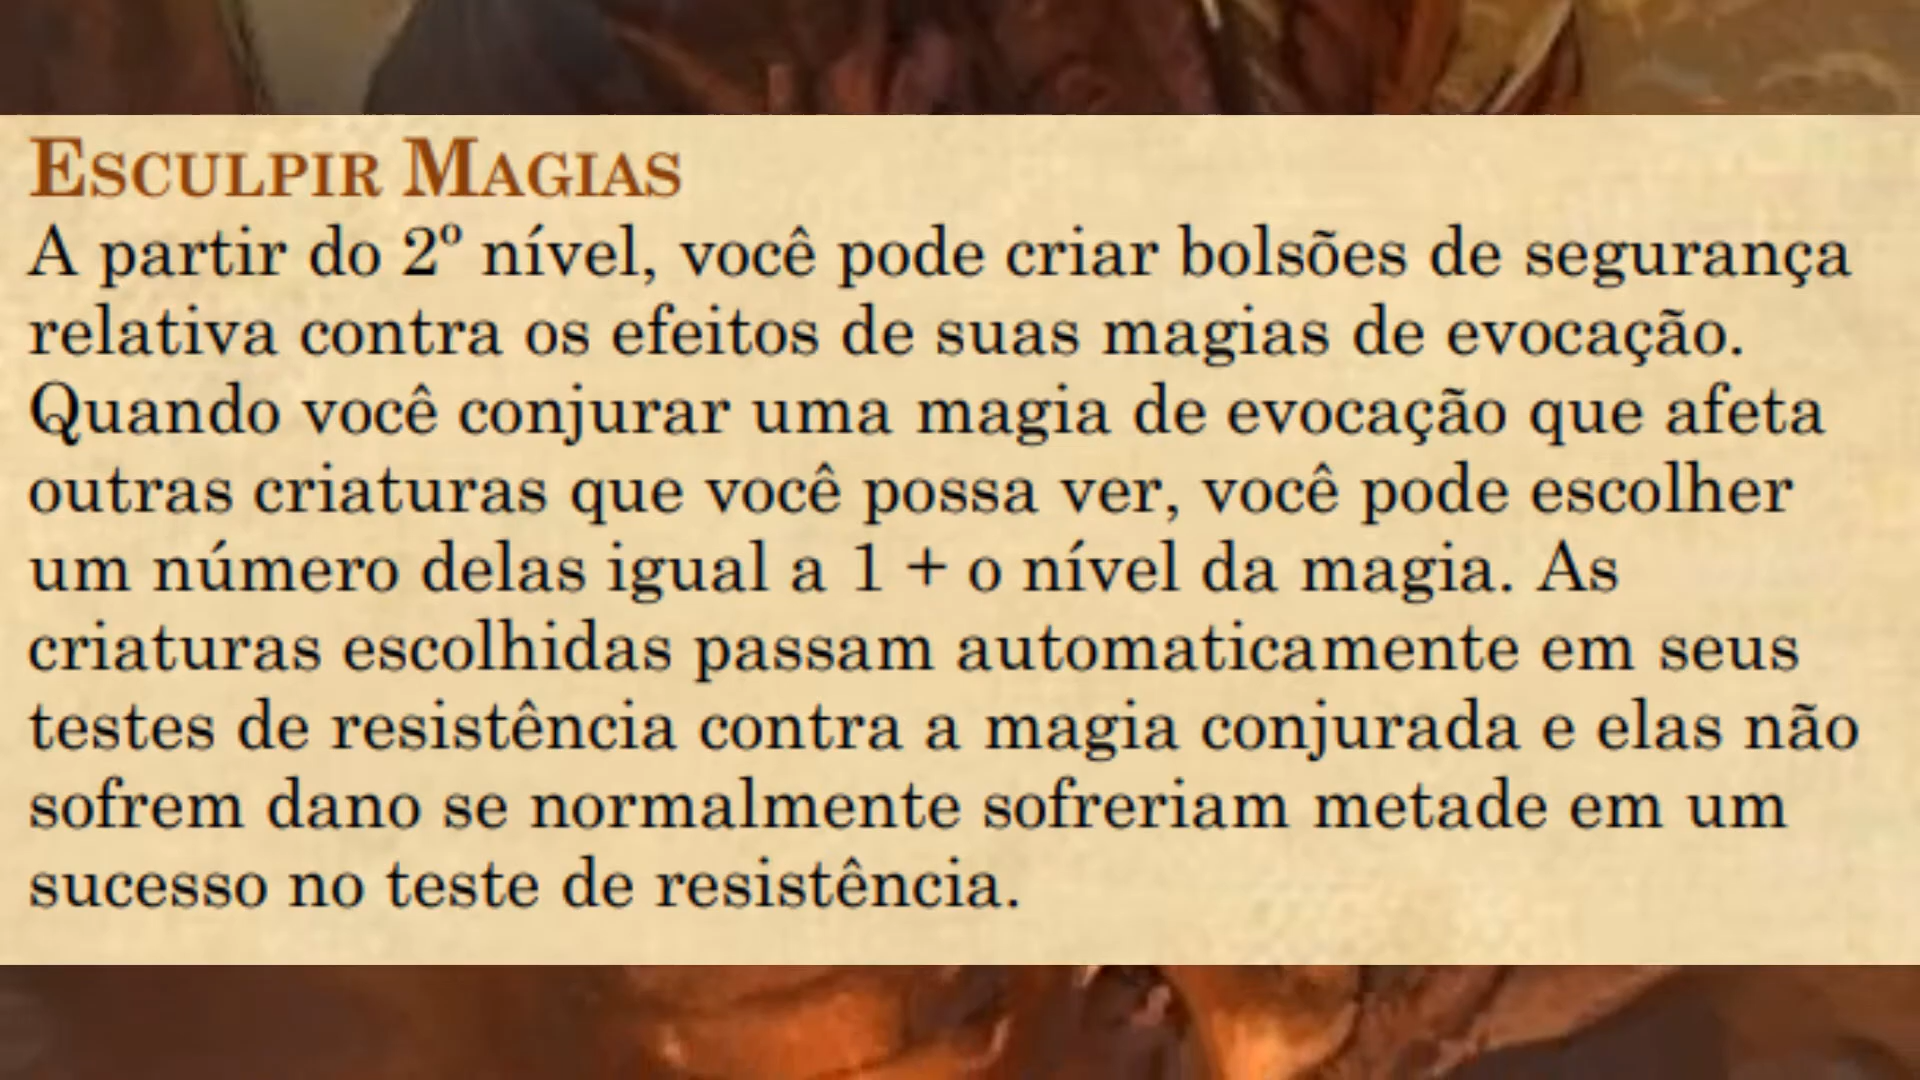 Esculpir Magias
A partir do 2º nível, você pode criar bolsões de segurança
relativa contra os efeitos de suas magias de evocação.
Quando você conjurar uma magia de evocação que afeta
outras criaturas que você possa ver, você pode escolher
um número delas igual a 1 + o nível da magia. As
criaturas escolhidas passam automaticamente em seus
testes de resistência contra a magia conjurada e elas não
sofrem dano se normalmente sofreriam metade em um
sucesso no teste de resistência.